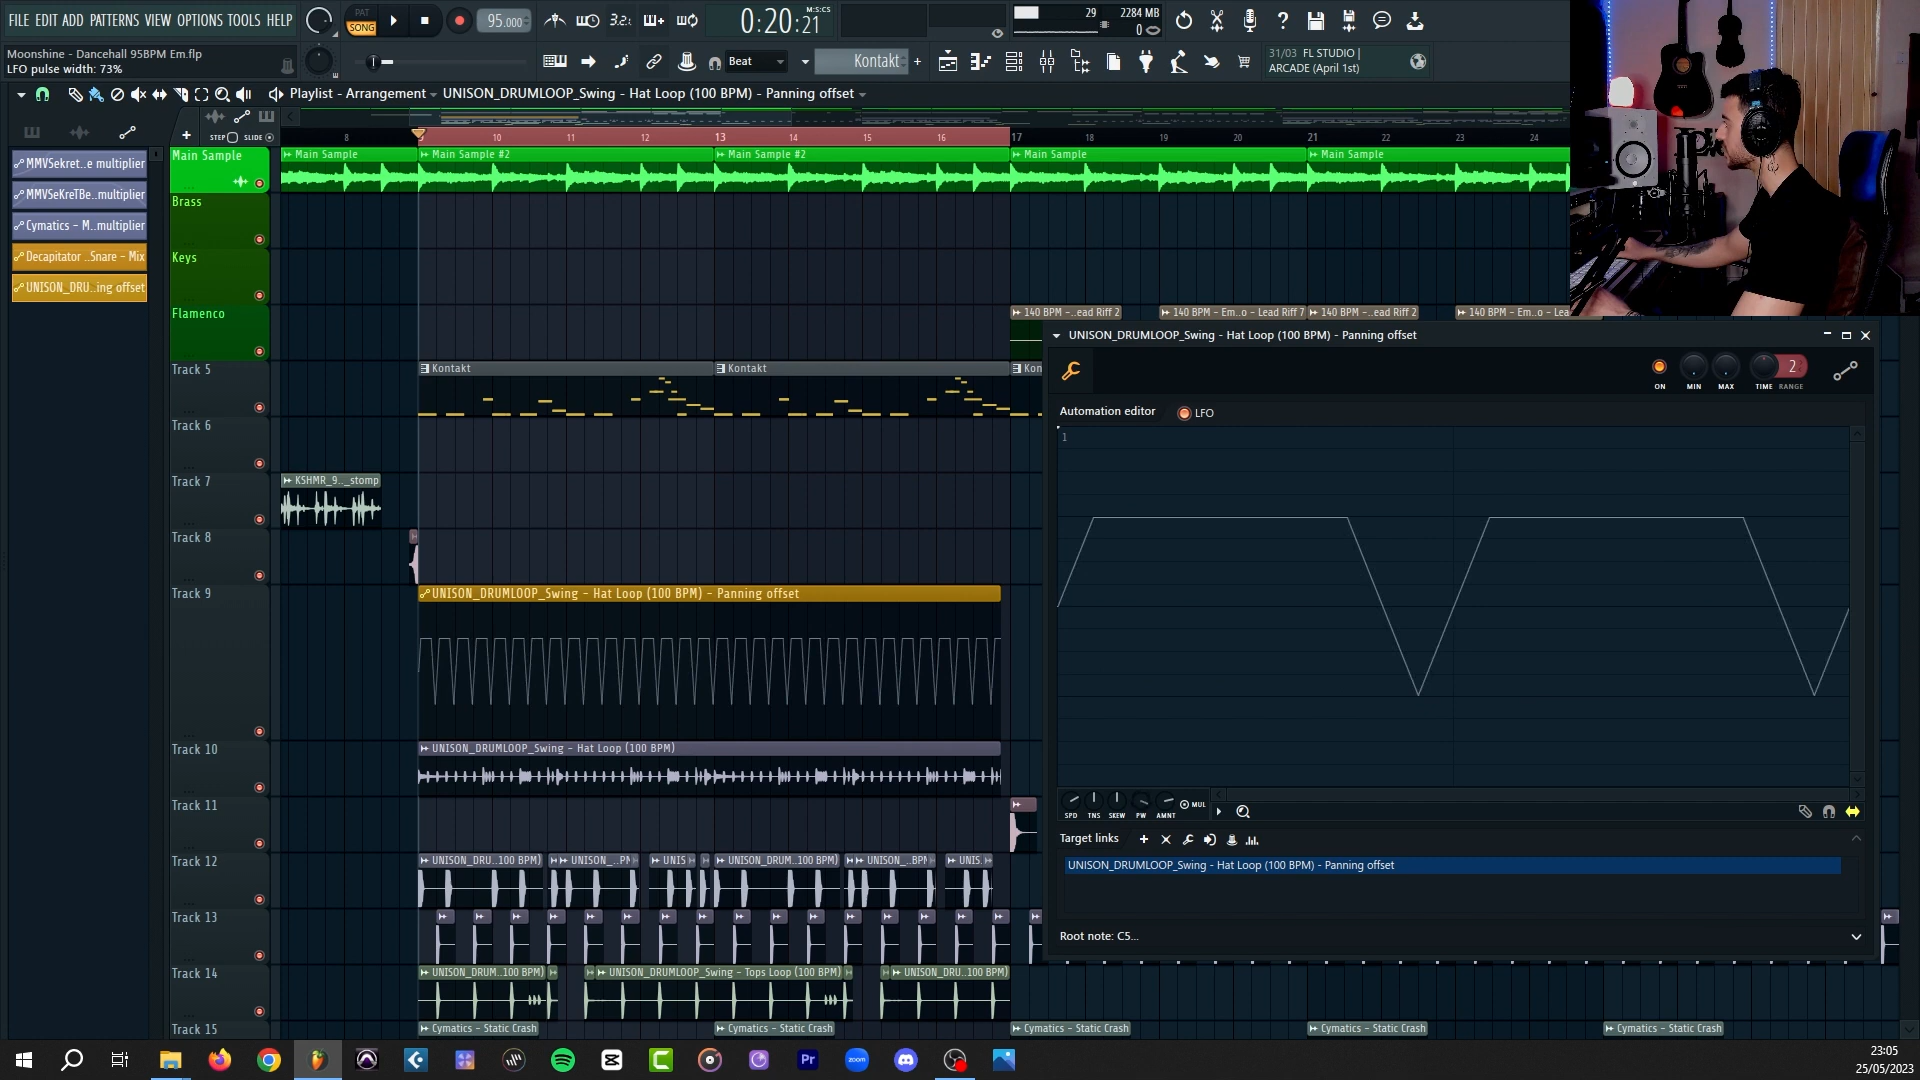 FILE EDIT ADD PATTERNS VIEW OPTIONS TOOLS HELP
PAT
SONG
95.000
3.2.
0:20:21
M:S:CS
29
2284 MB
0
Moonshine - Dancehall 95BPM Em.flp
LFO pulse width: 73%
Beat
Kontakt
31/03 FL STUDIO |
ARCADE (April 1st)
Playlist - Arrangement
UNISON_DRUMLOOP_Swing - Hat Loop (100 BPM) - Panning offset
STEP
SLIDE
8
10
11
12
13
14
15
16
17
18
19
20
21
22
23
24
MMVSekret...e multiplier
MMVSeKreTBe..multiplier
Cymatics - M..multiplier
Decapitator ..Snare - Mix
UNISON_DRU..ing offset
Main Sample
Main Sample
Main Sample #2
Main Sample #2
Main Sample
Main Sample
Brass
Keys
Flamenco
140 BPM -..ead Riff 2
140 BPM - Em..o - Lead Riff 7
140 BPM -..ead Riff 2
140 BPM - Em..o - Lea
Track 5
Kontakt
Kontakt
Kon
Track 6
Track 7
KSHMR_9.._stomp
Track 8
Track 9
UNISON_DRUMLOOP_Swing - Hat Loop (100 BPM) - Panning offset
Track 10
UNISON_DRUMLOOP_Swing - Hat Loop (100 BPM)
Track 11
Track 12
UNISON_DRU..100 BPM)
UNISON_..PM
UNIS
UNISON_DRUM..100 BPM)
UNISON_..BPM
UNIS.
Track 13
Track 14
UNISON_DRUM..100 BPM)
UNISON_DRUMLOOP_Swing - Tops Loop (100 BPM)
UNISON_DRU..100 BPM)
Track 15
Cymatics - Static Crash
Cymatics - Static Crash
Cymatics - Static Crash
Cymatics - Static Crash
Cymatics - Static Crash
UNISON_DRUMLOOP_Swing - Hat Loop (100 BPM) - Panning offset
2
ON
MIN
MAX
TIME
RANGE
Automation editor
LFO
1
SPD
TNS
SKEW
PW
AMNT
MUL
Target links
UNISON_DRUMLOOP_Swing - Hat Loop (100 BPM) - Panning offset
Root note: C5...
Pr
zoom
23:05
25/05/2023